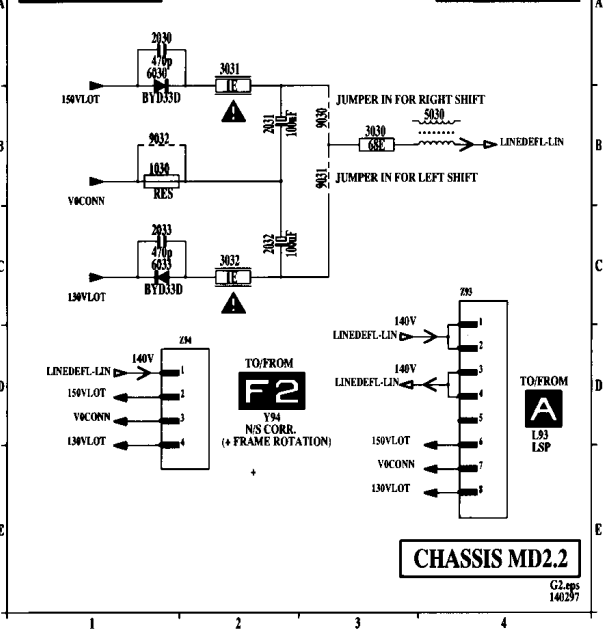 A
A
2030
470p
6030
BYD33D
150VLOT
3031
1E
2031
100nF
9030
JUMPER IN FOR RIGHT SHIFT
5030
B
B
9032
1030
RES
V0CONN
3030
68E
LINEDEFL-LIN
9031
JUMPER IN FOR LEFT SHIFT
2033
470p
6033
BYD33D
130VLOT
3032
1E
2032
100nF
C
C
Z93
140V
LINEDEFL-LIN
1
2
140V
LINEDEFL-LIN
3
4
5
150VLOT
6
V0CONN
7
130VLOT
8
Z94
140V
LINEDEFL-LIN
1
150VLOT
2
V0CONN
3
130VLOT
4
TO/FROM
F2
Y94
N/S CORR.
(+ FRAME ROTATION)
TO/FROM
A
L93
LSP
D
D
E
E
CHASSIS MD2.2
G2.eps
140297
1
2
3
4